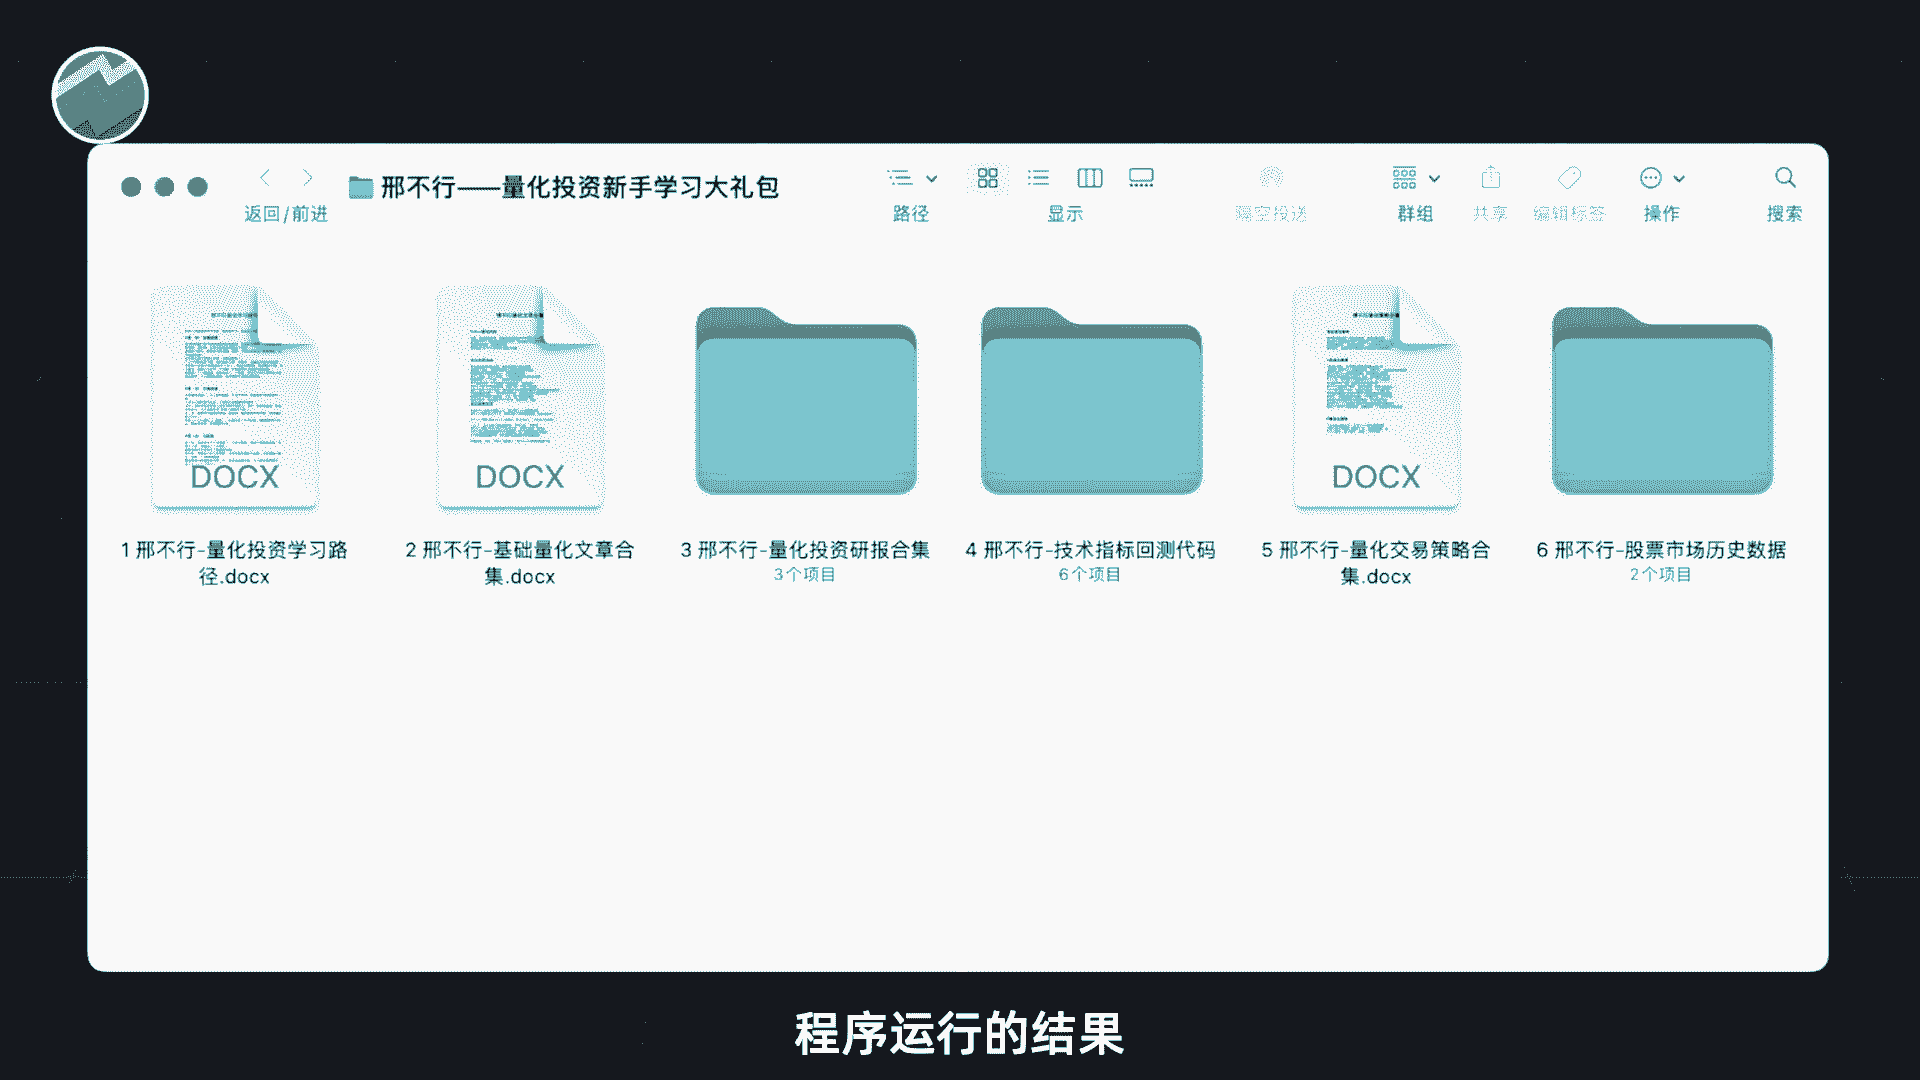 邢不行——量化投资新手学习大礼包
返回/前进
路径
显示
隔空投送
群组
共享
编辑标签
操作
搜索
DOCX
DOCX
DOCX
1 邢不行-量化投资学习路
径.docx
2 邢不行-基础量化文章合
集.docx
3 邢不行-量化投资研报合集
3个项目
4 邢不行-技术指标回测代码
6个项目
5 邢不行-量化交易策略合
集.docx
6 邢不行-股票市场历史数据
2个项目
程序运行的结果